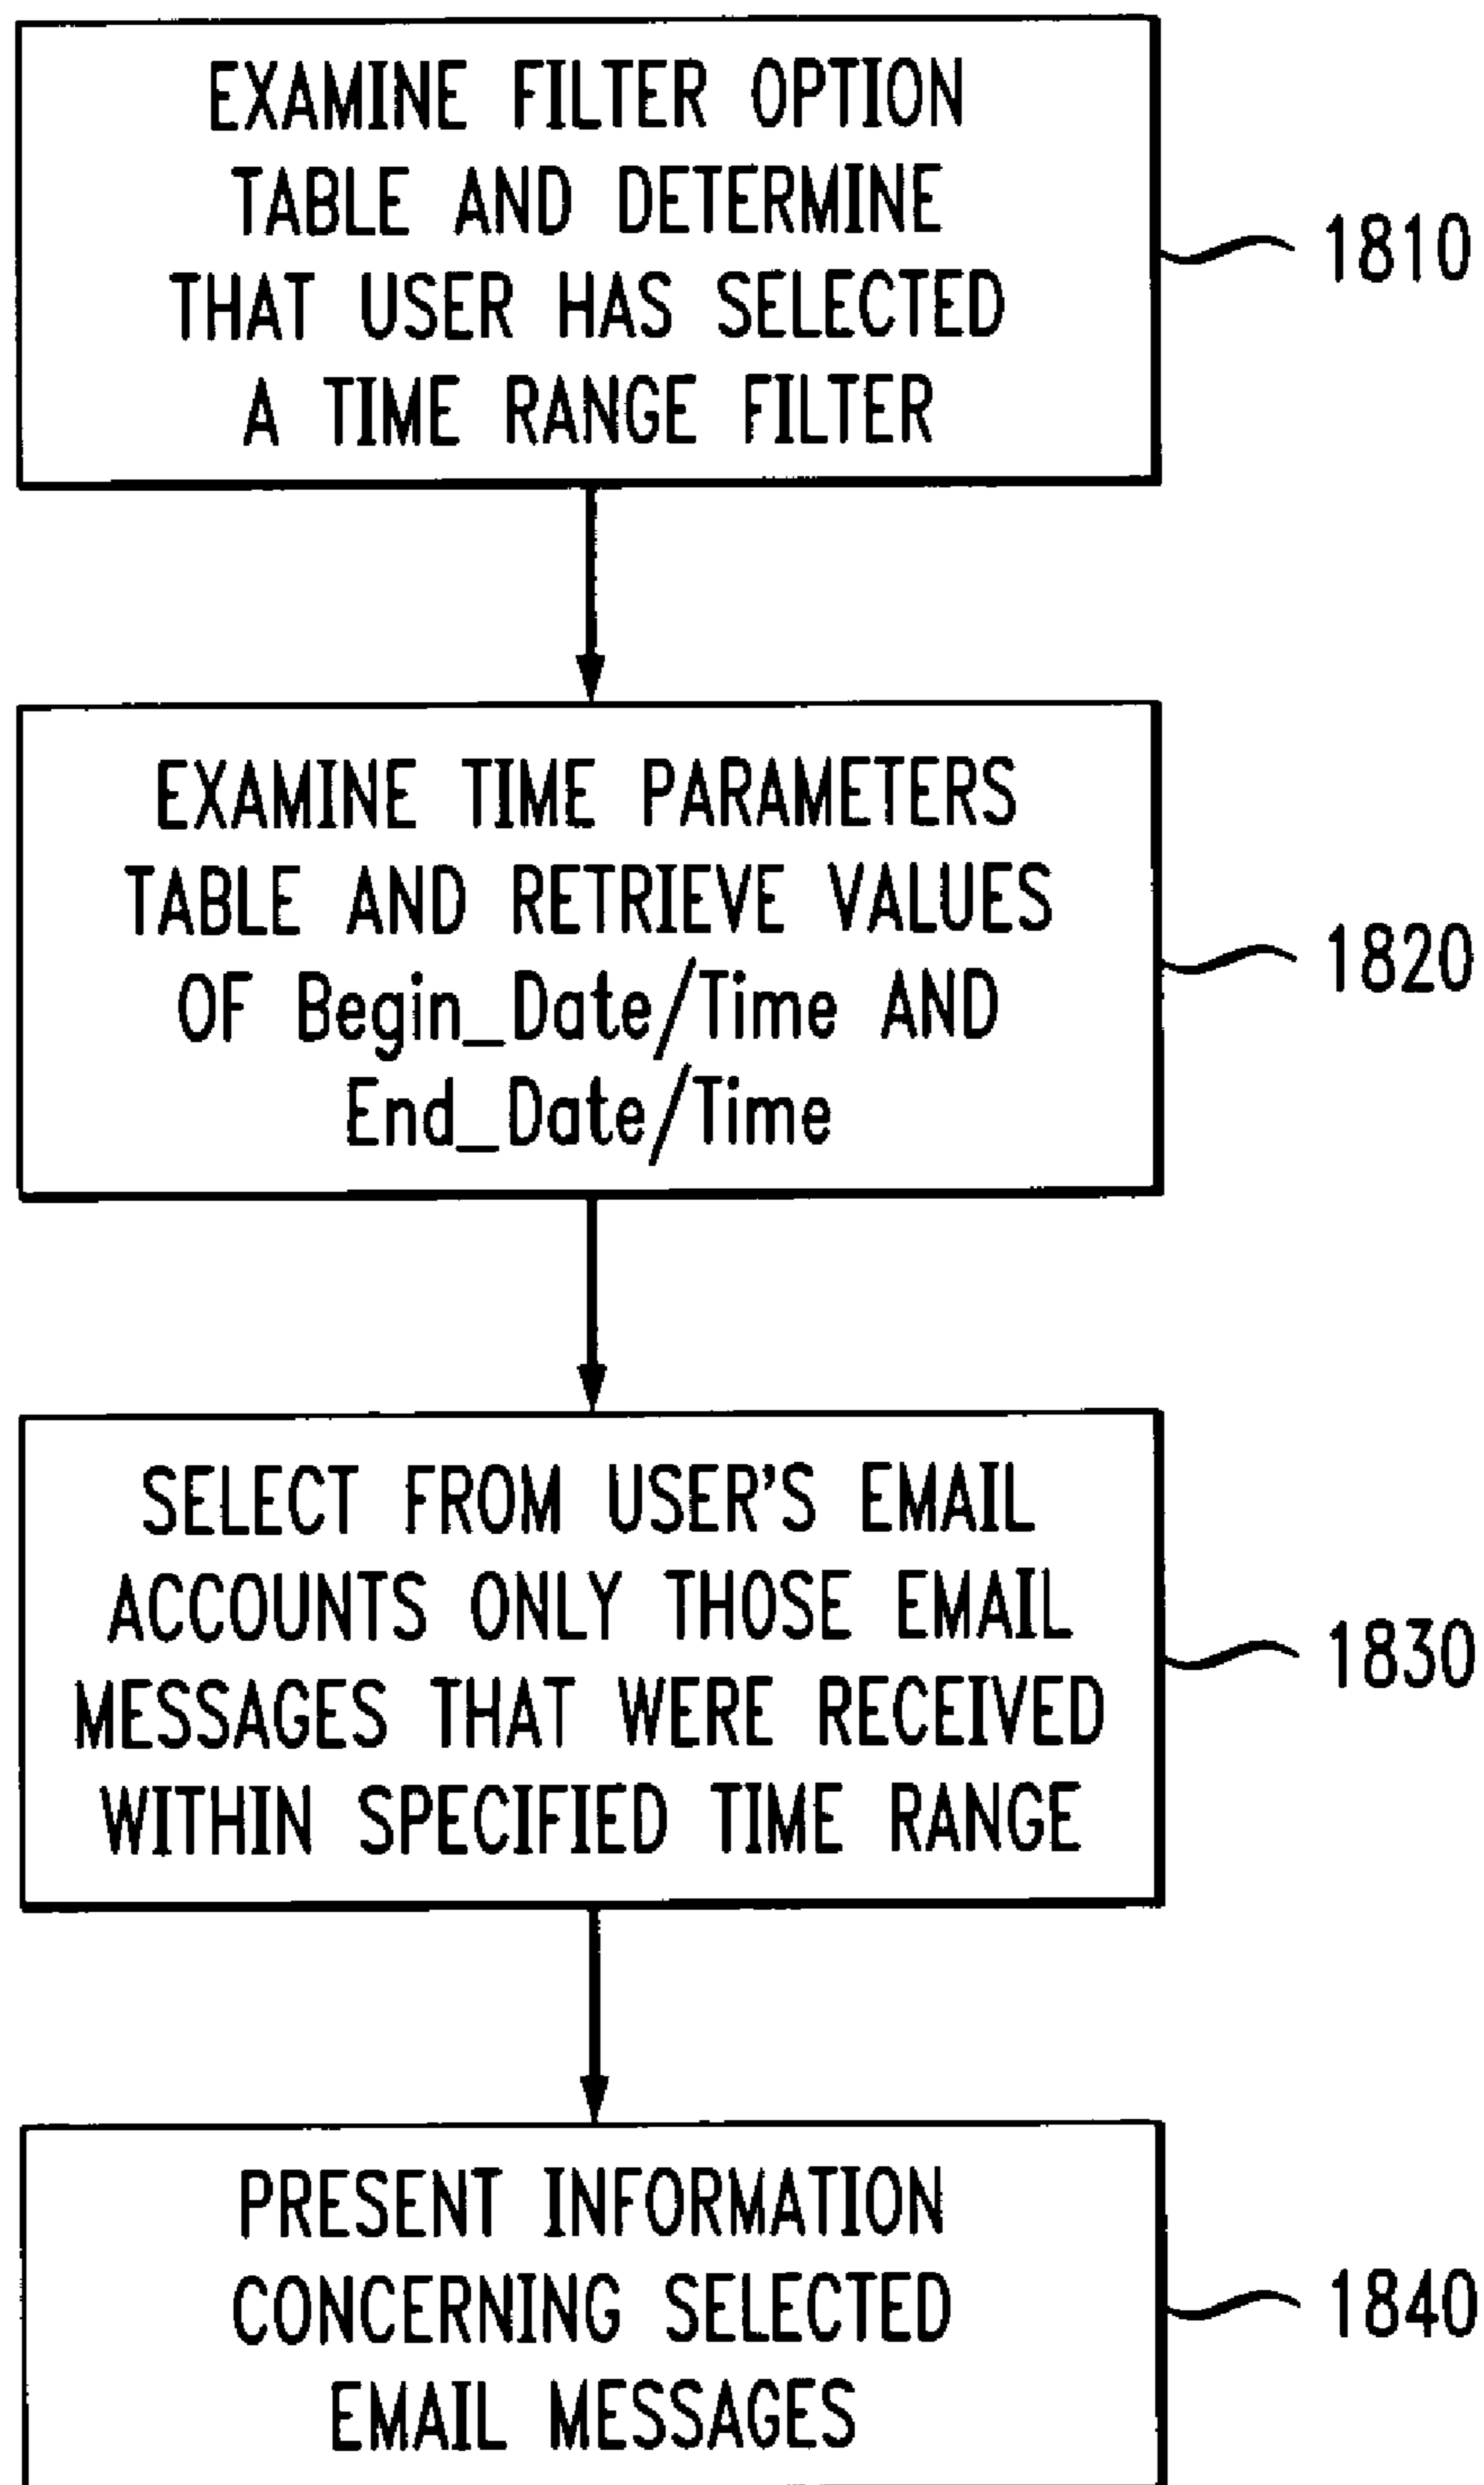 EXAMINE FILTER OPTION
TABLE AND DETERMINE
THAT USER HAS SELECTED
A TIME RANGE FILTER
1810
EXAMINE TIME PARAMETERS
TABLE AND RETRIEVE VALUES
OF Begin_Date/Time AND
End_Date/Time
1820
SELECT FROM USER'S EMAIL
ACCOUNTS ONLY THOSE EMAIL
MESSAGES THAT WERE RECEIVED
WITHIN SPECIFIED TIME RANGE
1830
PRESENT INFORMATION
CONCERNING SELECTED
EMAIL MESSAGES
1840